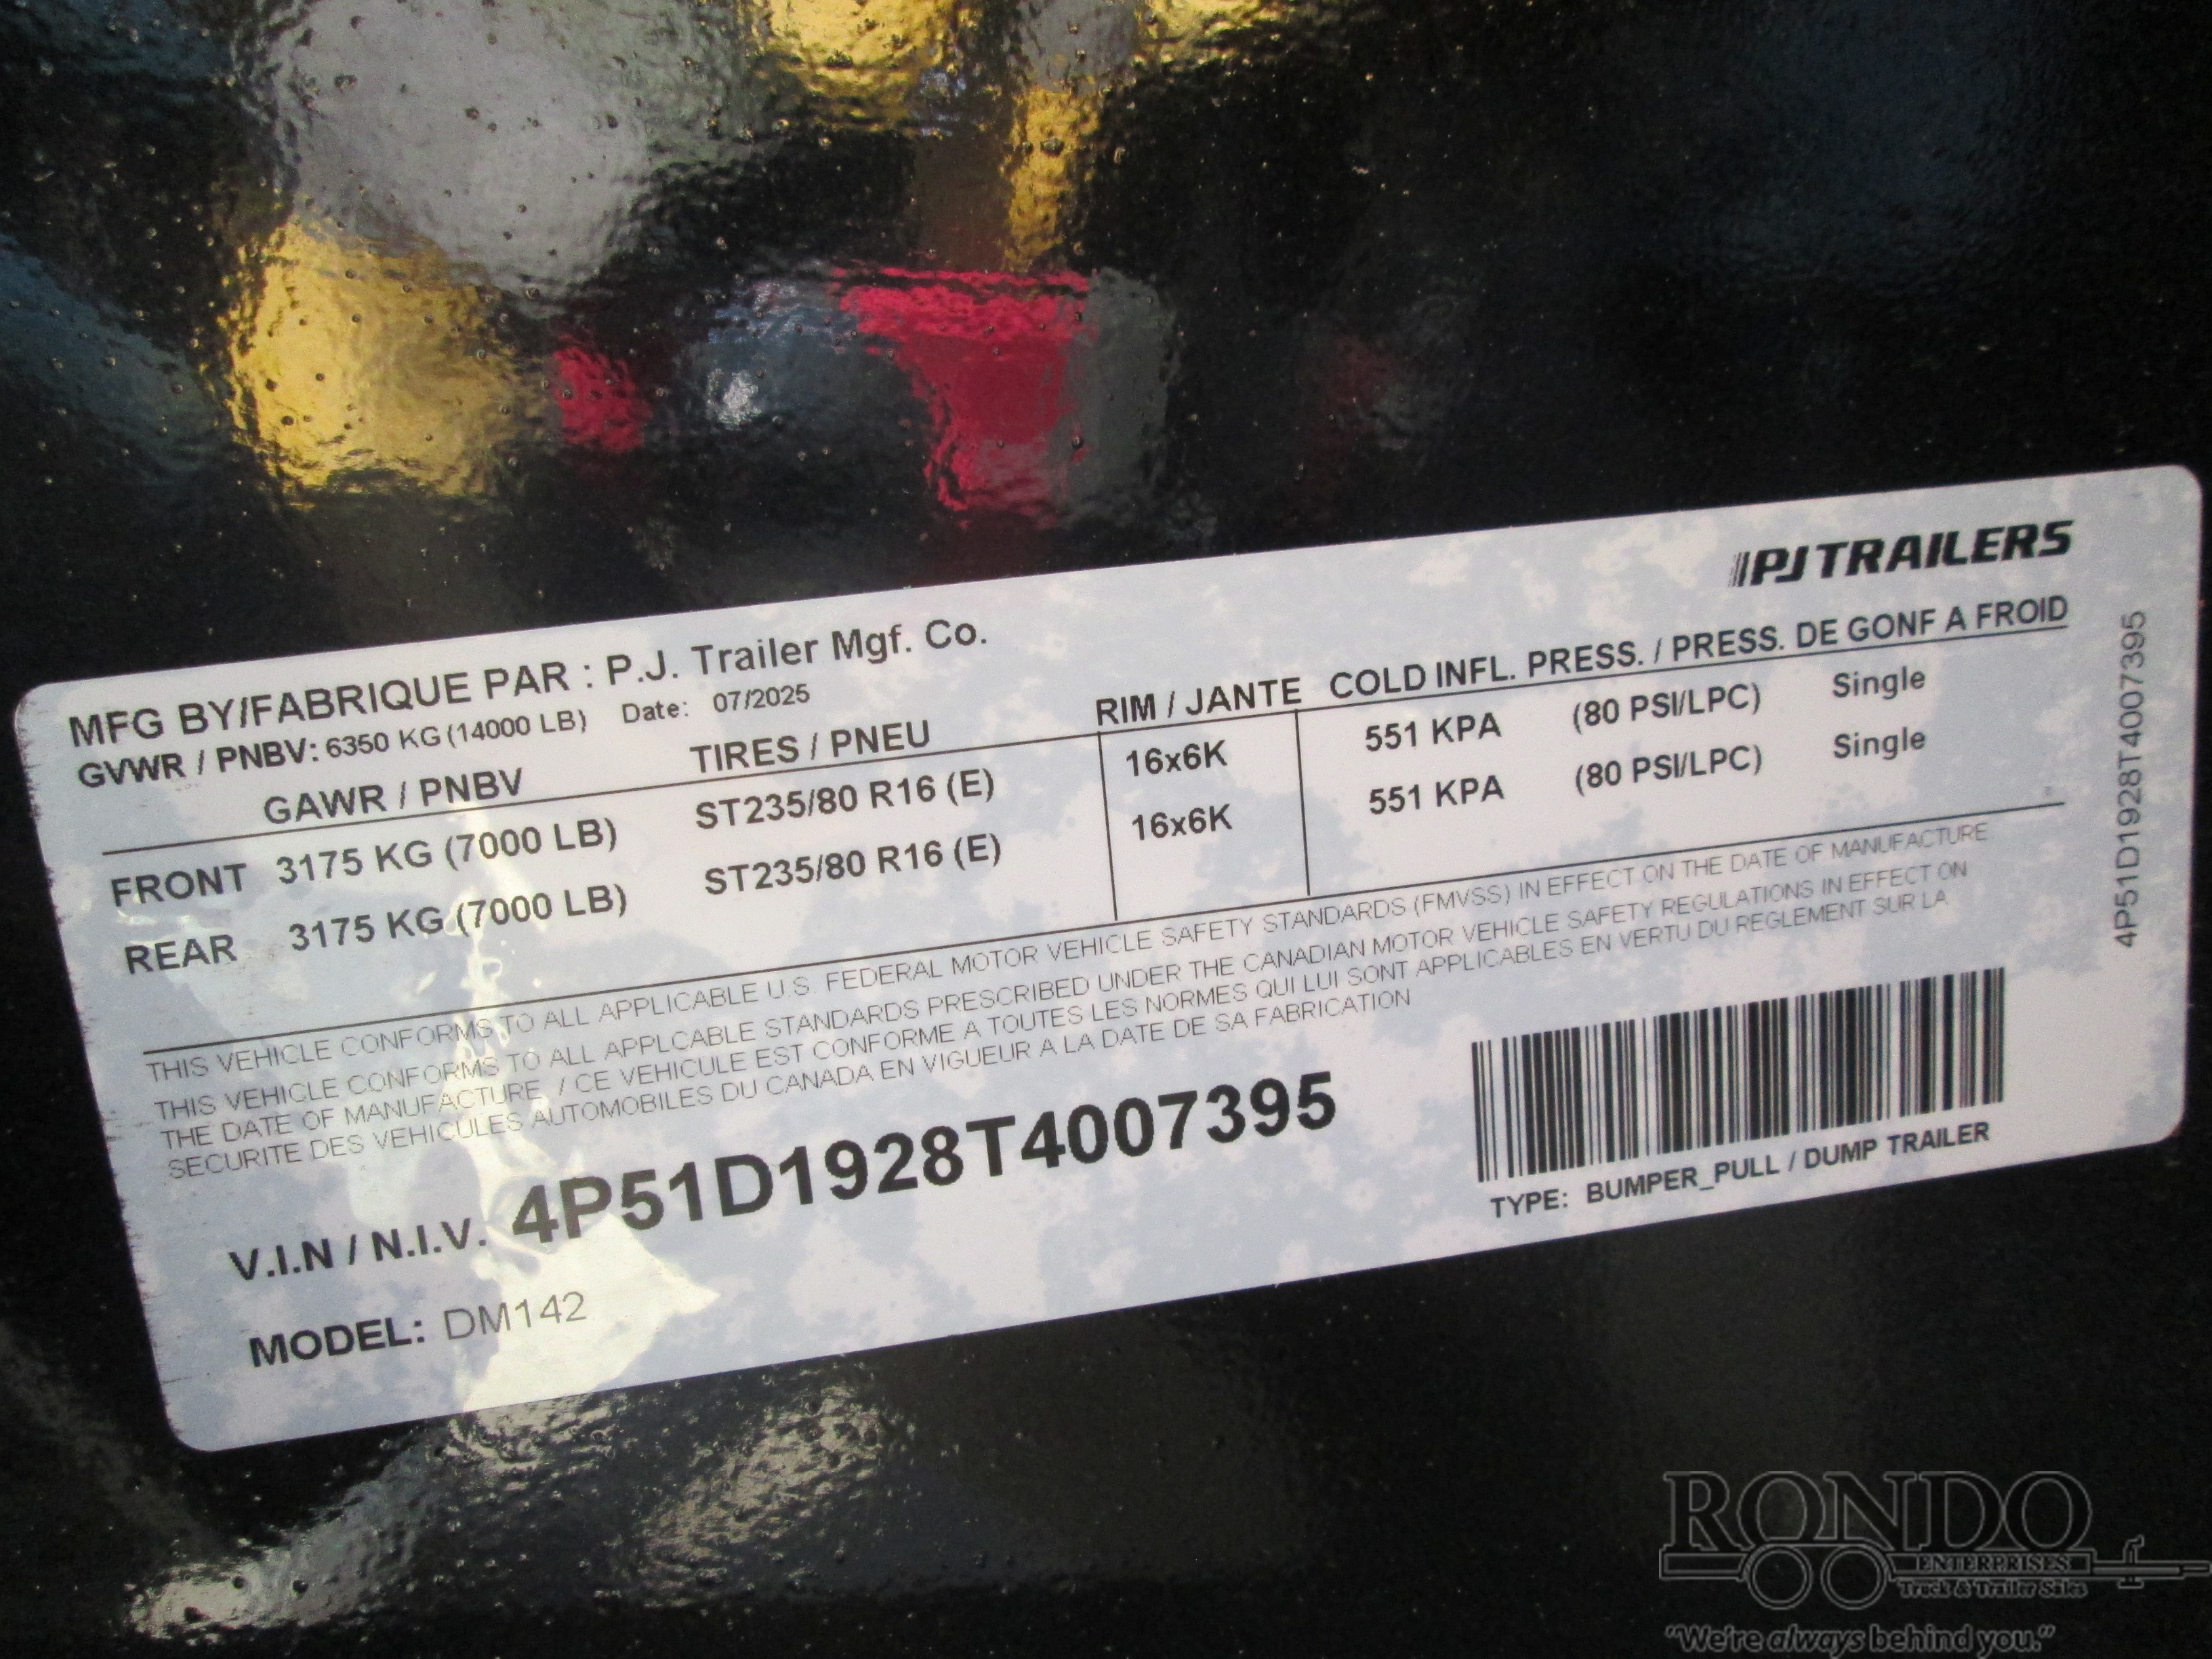 PJ TRAILERS
MFG BY/FABRIQUE PAR : P.J. Trailer Mgf. Co.
GVWR / PNBV: 6350 KG (14000 LB) Date: 07/2025
GAWR / PNBV TIRES / PNEU RIM / JANTE COLD INFL. PRESS. / PRESS. DE GONF A FROID
FRONT 3175 KG (7000 LB) ST235/80 R16 (E) 16x6K 551 KPA (80 PSI/LPC) Single
REAR 3175 KG (7000 LB) ST235/80 R16 (E) 16x6K 551 KPA (80 PSI/LPC) Single
THIS VEHICLE CONFORMS TO ALL APPLICABLE U.S. FEDERAL MOTOR VEHICLE SAFETY STANDARDS (FMVSS) IN EFFECT ON THE DATE OF MANUFACTURE
THIS VEHICLE CONFORMS TO ALL APPLCABLE STANDARDS PRESCRIBED UNDER THE CANADIAN MOTOR VEHICLE SAFETY REGULATIONS IN EFFECT ON
THE DATE OF MANUFACTURE. / CE VEHICULE EST CONFORME A TOUTES LES NORMES QUI LUI SONT APPLICABLES EN VERTU DU REGLEMENT SUR LA
SECURITE DES VEHICULES AUTOMOBILES DU CANADA EN VIGUEUR A LA DATE DE SA FABRICATION
V.I.N / N.I.V. 4P51D1928T4007395
TYPE: BUMPER_PULL / DUMP TRAILER
MODEL: DM142
4P51D1928T4007395
RONDO
ENTERPRISES
Truck & Trailer Sales
"We're always behind you."